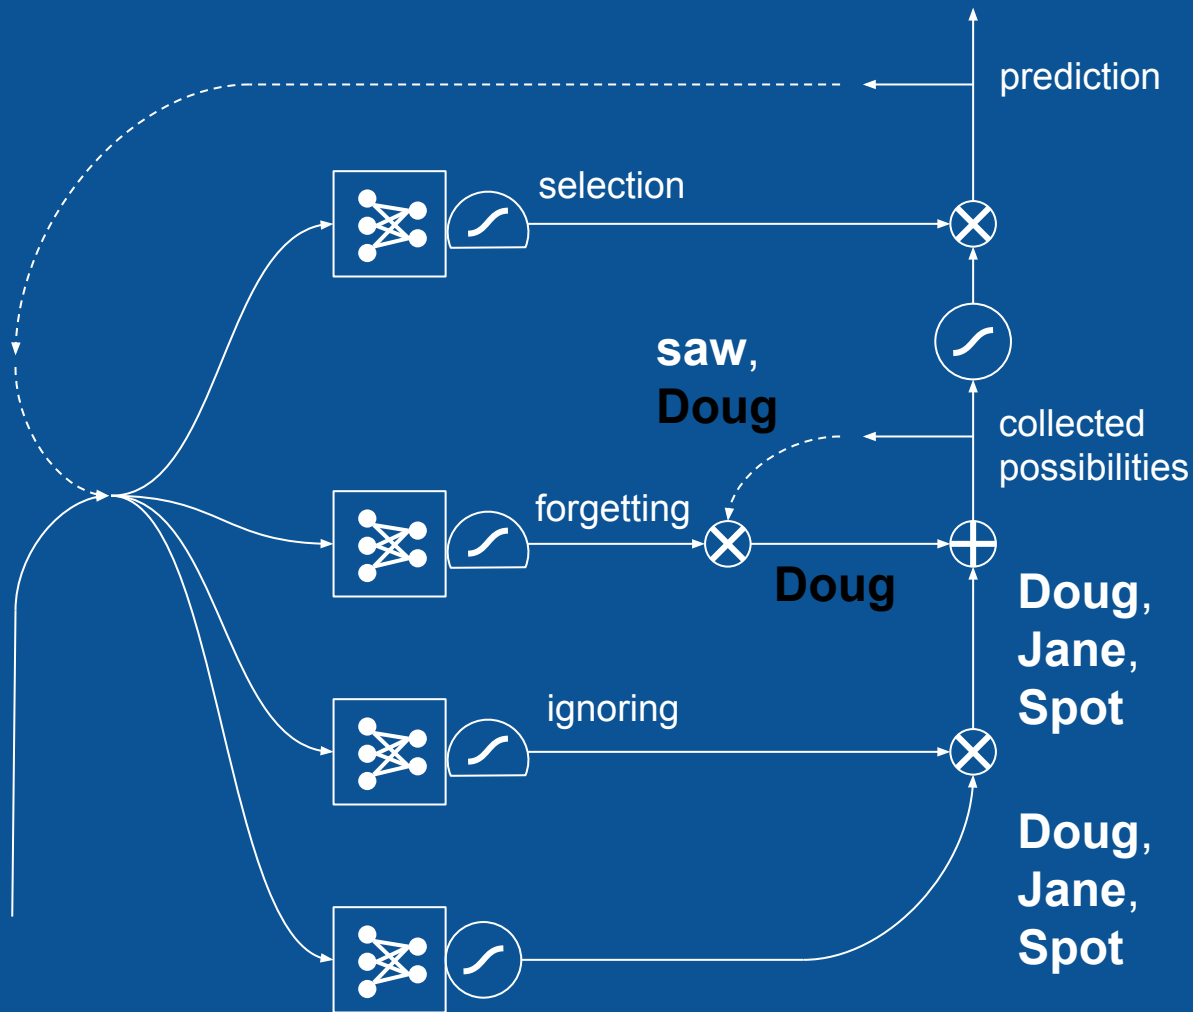 prediction
selection
saw,
Doug
collected
possibilities
forgetting
Doug
Doug,
Jane,
Spot
ignoring
Doug,
Jane,
Spot